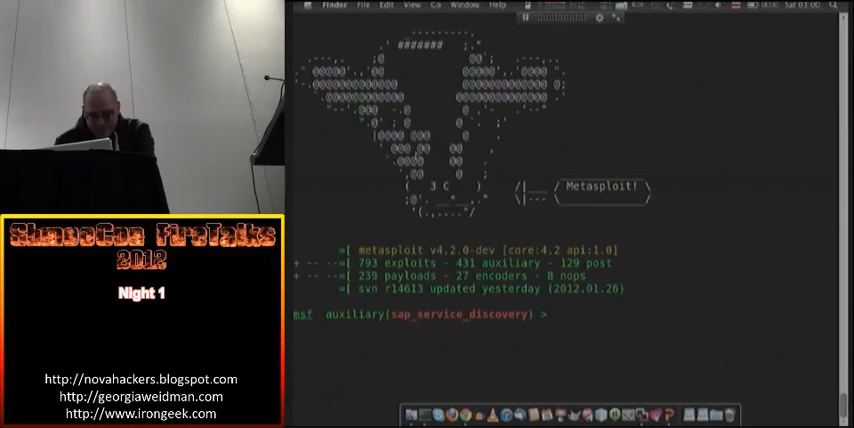 Finder File Edit View Go Window Help
Sat 03:00
Metasploit!
=[ metasploit v4.2.0-dev [core:4.2 api:1.0]
+ -- --=[ 793 exploits - 431 auxiliary - 129 post
+ -- --=[ 239 payloads - 27 encoders - 8 nops
=[ svn r14613 updated yesterday (2012.01.26)
msf auxiliary(sap_service_discovery) >
ShmooCon FireTalks
2012
Night 1
http://novahackers.blogspot.com
http://georgiaweidman.com
http://www.irongeek.com